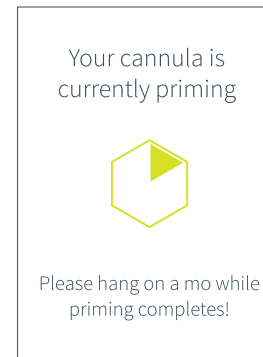 Your cannula is
currently priming
Please hang on a mo while
priming completes!